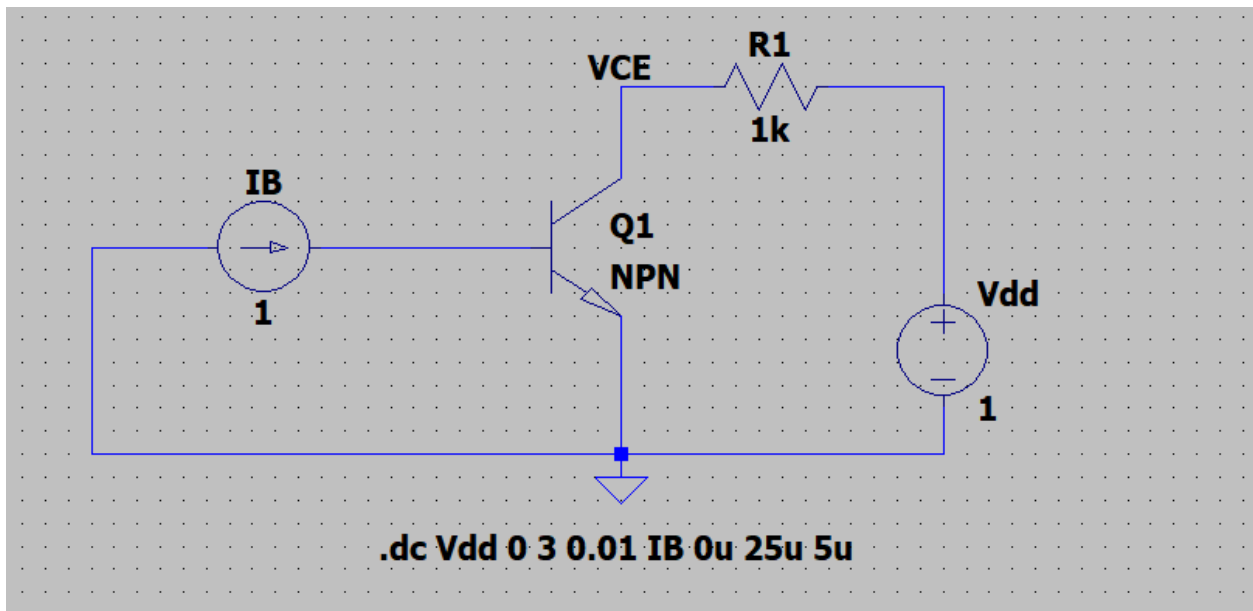 R1
VCE
1k
IB
Q1
NPN
Vdd
1
1
.dc Vdd 0 3 0.01 IB 0u 25u 5u